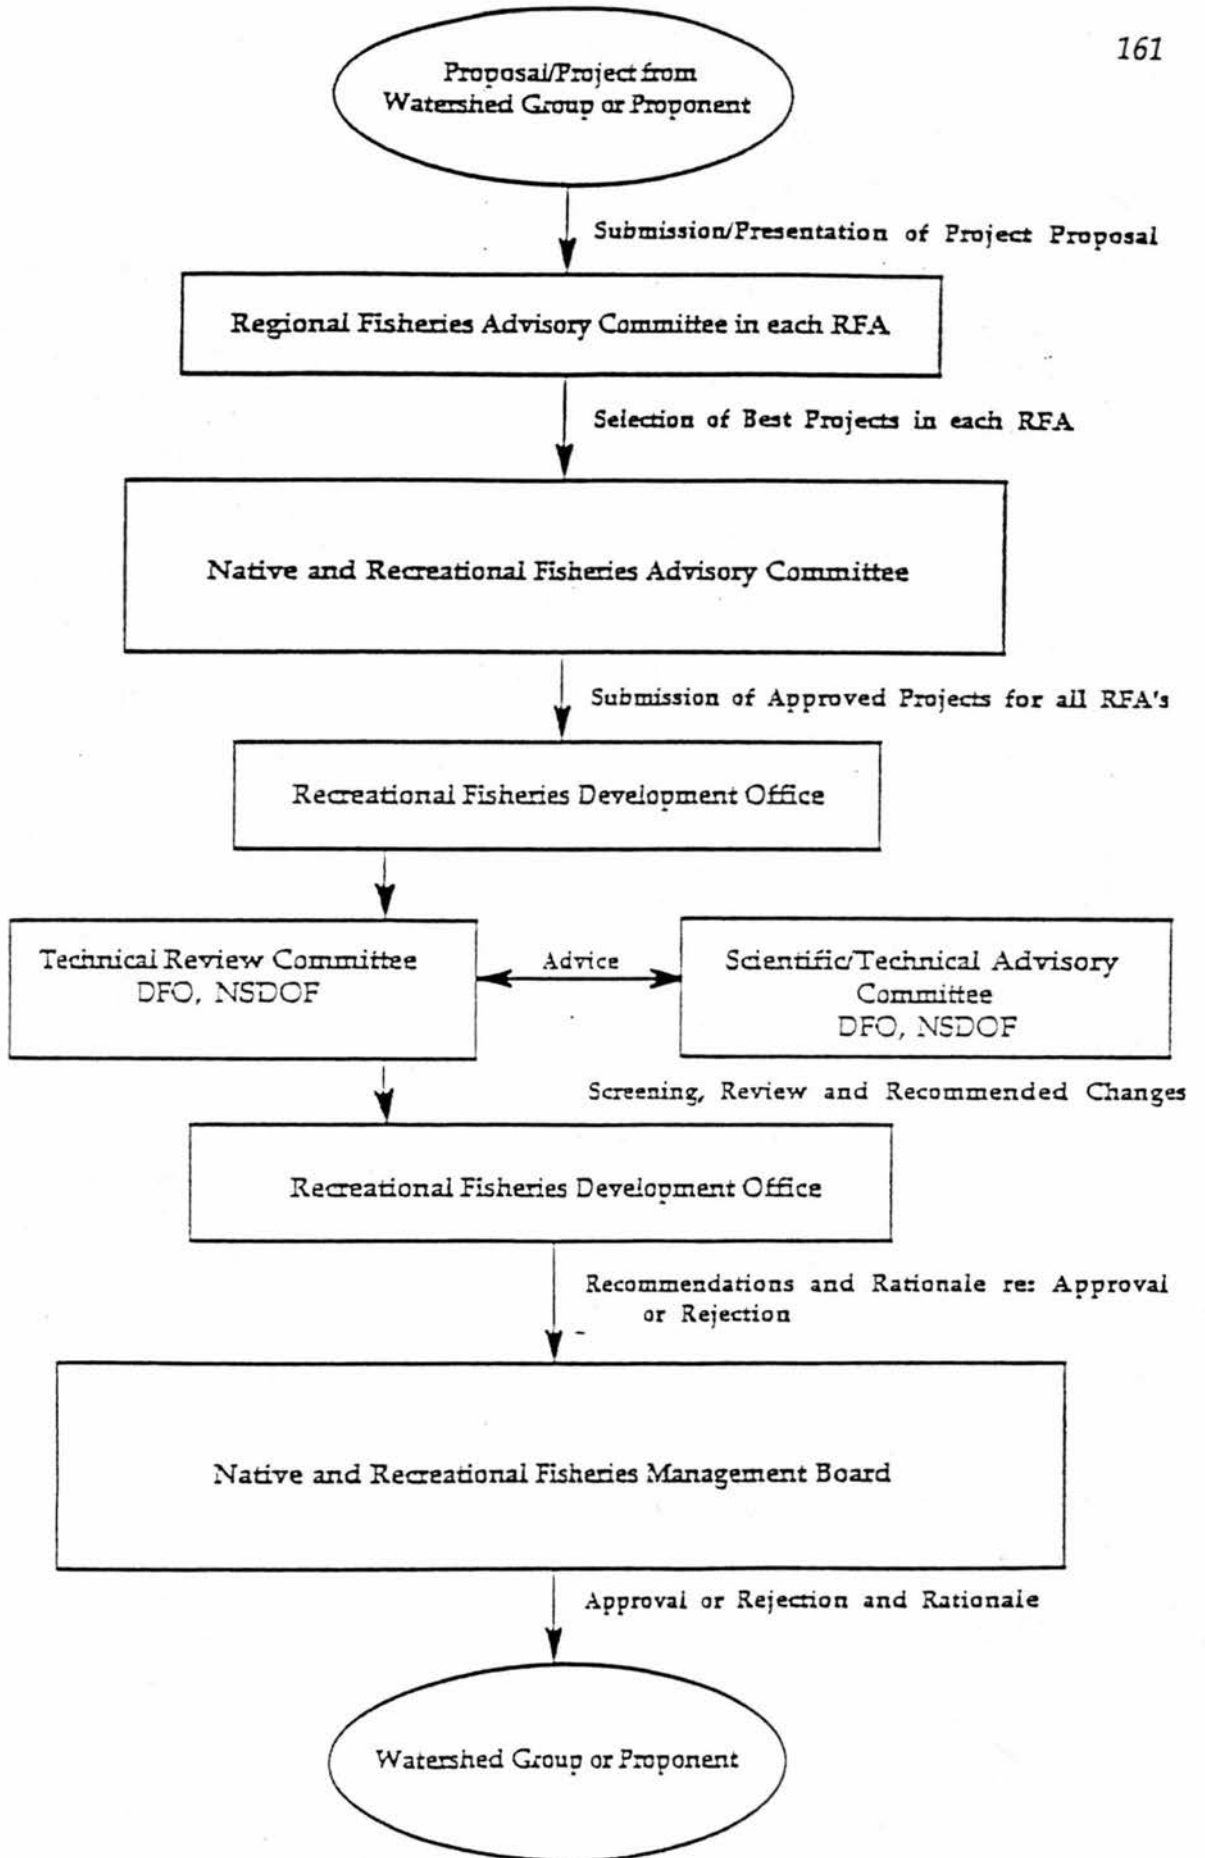 161
Proposal/Project from
Watershed Group or Proponent
Submission/Presentation of Project Proposal
Regional Fisheries Advisory Committee in each RFA
Selection of Best Projects in each RFA
Native and Recreational Fisheries Advisory Committee
Submission of Approved Projects for all RFA's
Recreational Fisheries Development Office
Technical Review Committee
DFO, NSDOF
Advice
Scientific/Technical Advisory
Committee
DFO, NSDOF
Screening, Review and Recommended Changes
Recreational Fisheries Development Office
Recommendations and Rationale re: Approval
or Rejection
Native and Recreational Fisheries Management Board
Approval or Rejection and Rationale
Watershed Group or Proponent